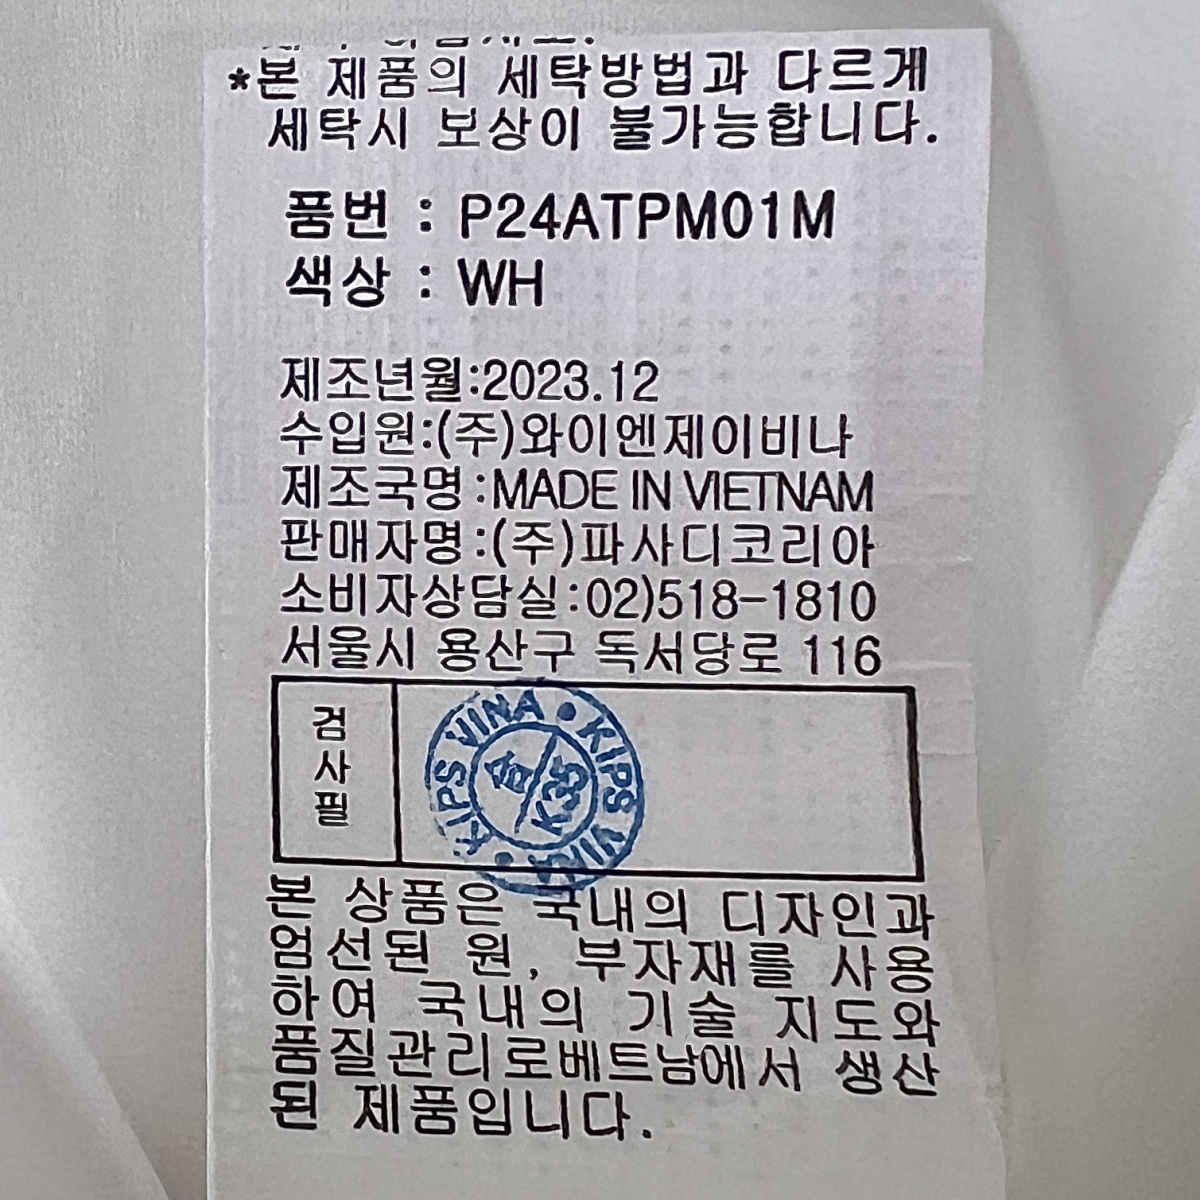 *본 제품의 세탁방법과 다르게
세탁시 보상이 불가능합니다.
품번 : P24ATPM01M
색상 : WH
제조년월:2023.12
수입원:(주)와이엔제이비나
제조국명:MADE IN VIETNAM
판매자명:(주)파사디코리아
소비자상담실:02)518-1810
서울시 용산구 독서당로 116
검
사
필
KIPS VINA • KIPS VINA •
합
K35
본 상품은 국내의 디자인과
엄선된 원, 부자재를 사용
하여 국내의 기술 지도와
품질관리로베트남에서 생산
된 제품입니다.